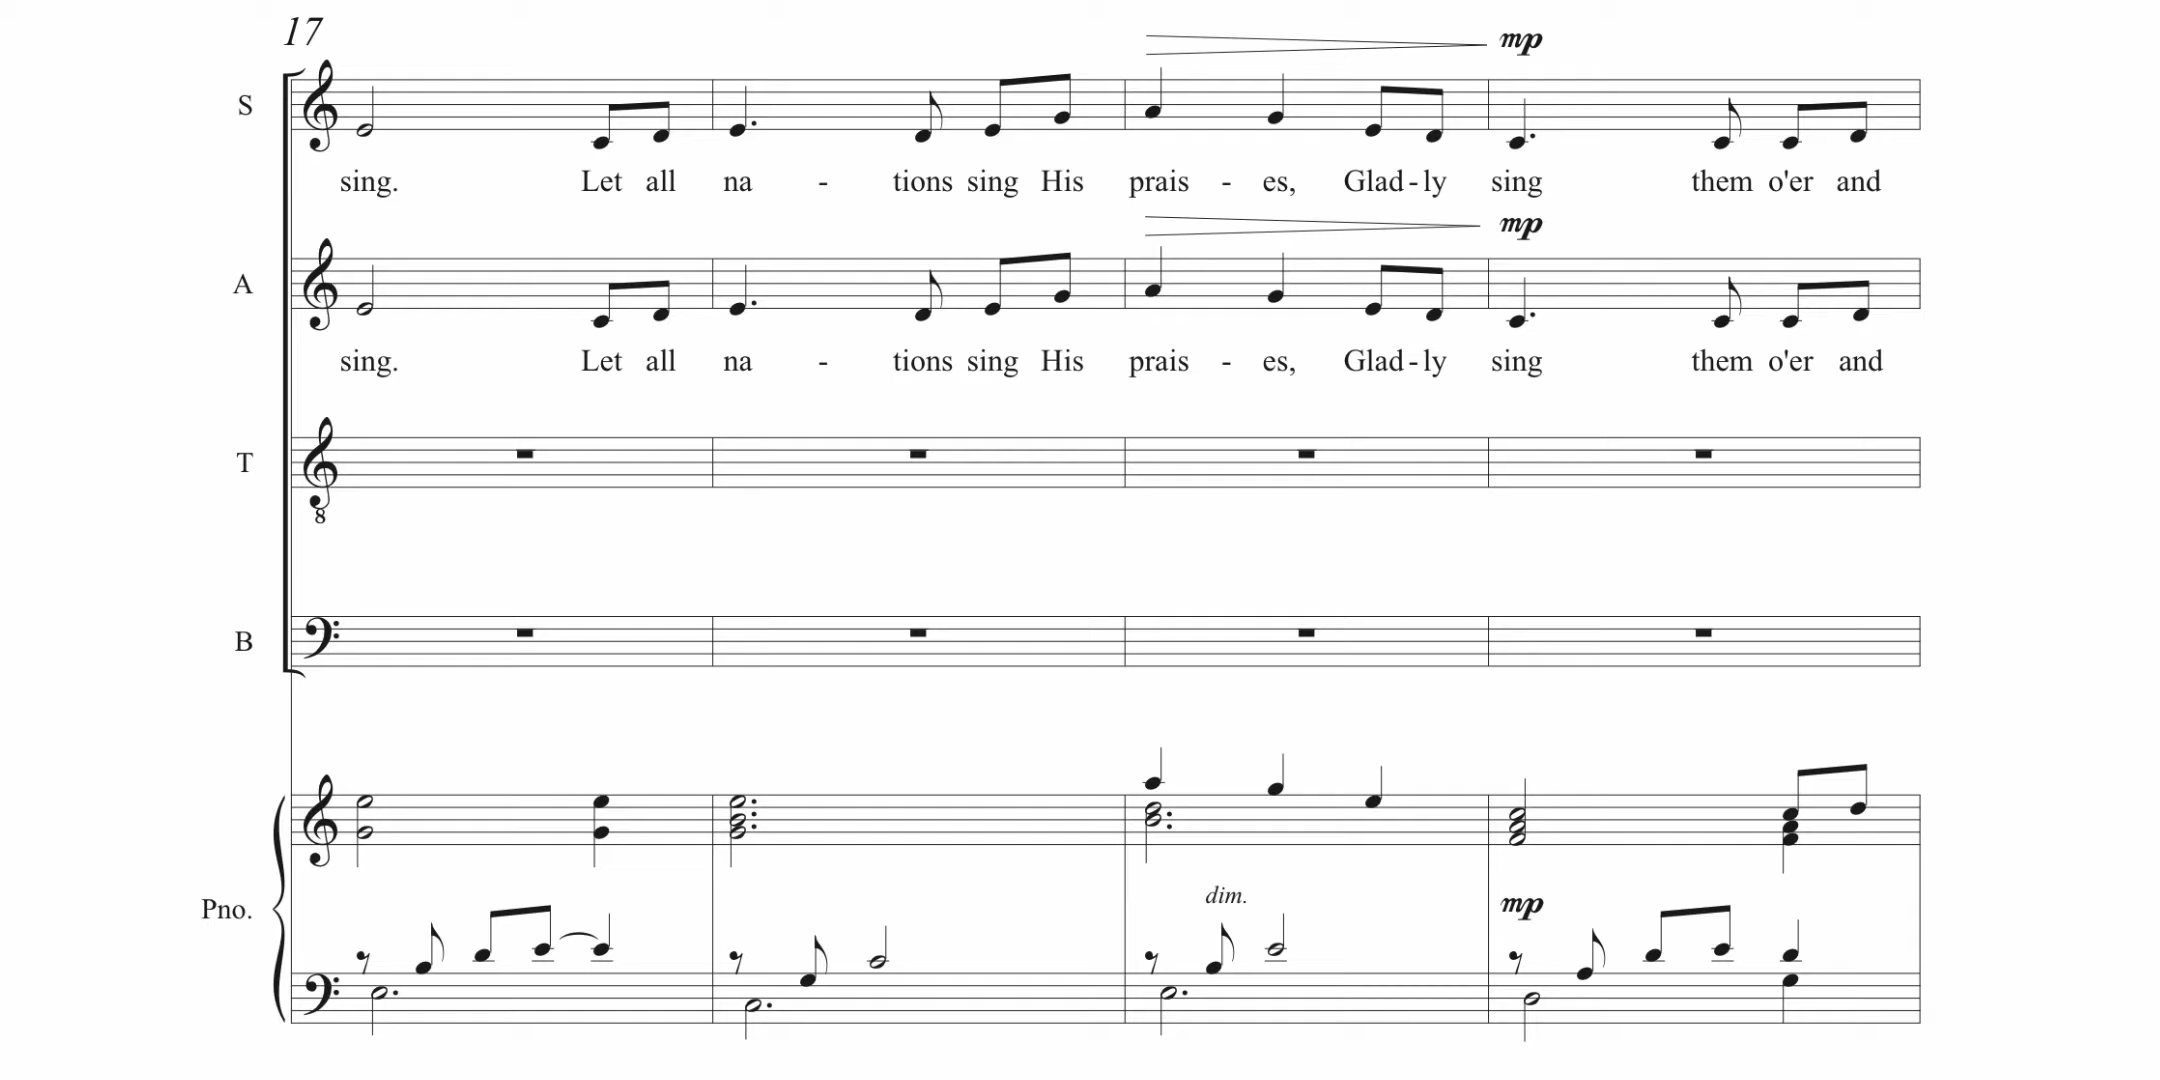 17
mp
S
sing. Let all na - tions sing His prais - es, Glad - ly sing them o'er and
mp
A
sing. Let all na - tions sing His prais - es, Glad - ly sing them o'er and
T
8
B
dim.
Pno.
mp